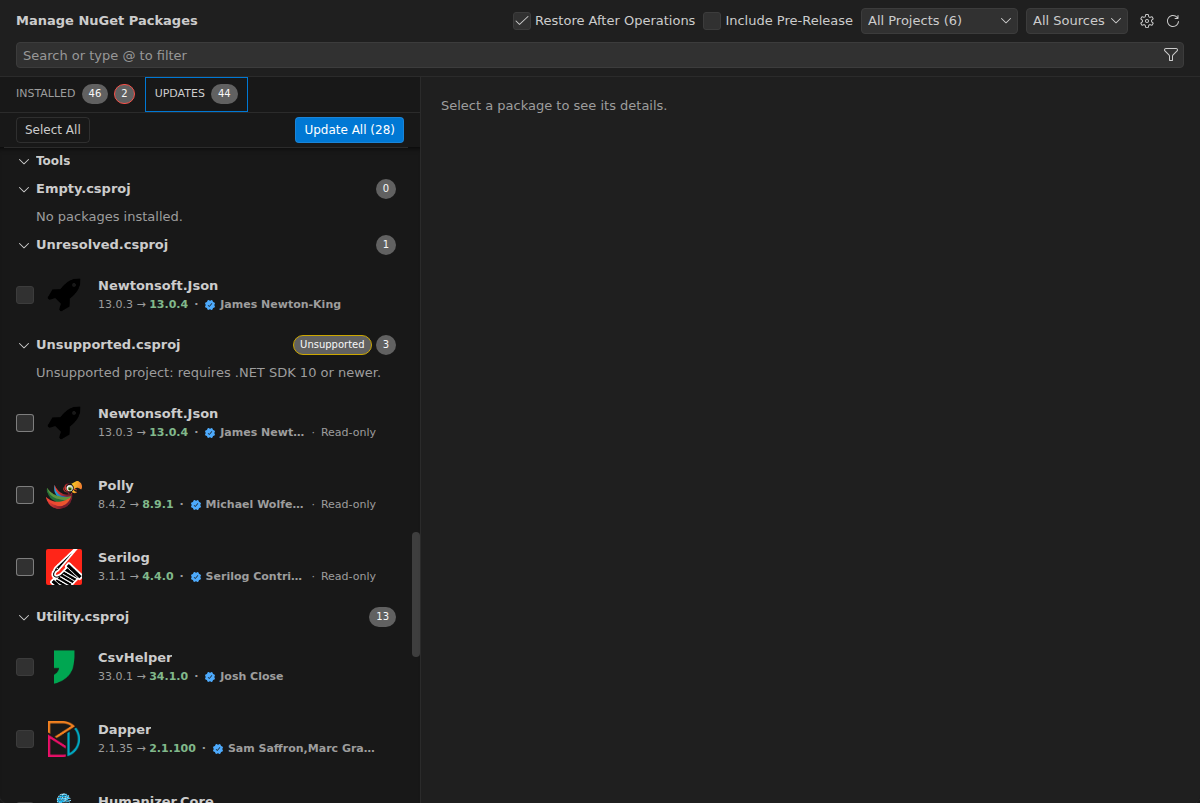 Manage NuGet Packages
Restore After Operations
Include Pre-Release
All Projects (6)
All Sources
Search or type @ to filter
INSTALLED 46 2 UPDATES 44
Select a package to see its details.
Select All
Update All (28)
Tools
Empty.csproj 0
No packages installed.
Unresolved.csproj 1
Newtonsoft.Json
13.0.3 → 13.0.4 · James Newton-King
Unsupported.csproj Unsupported 3
Unsupported project: requires .NET SDK 10 or newer.
Newtonsoft.Json
13.0.3 → 13.0.4 · James Newt... · Read-only
Polly
8.4.2 → 8.9.1 · Michael Wolfe... · Read-only
Serilog
3.1.1 → 4.4.0 · Serilog Contri... · Read-only
Utility.csproj 13
CsvHelper
33.0.1 → 34.1.0 · Josh Close
Dapper
2.1.35 → 2.1.100 · Sam Saffron,Marc Gra...
Humanizer.Core